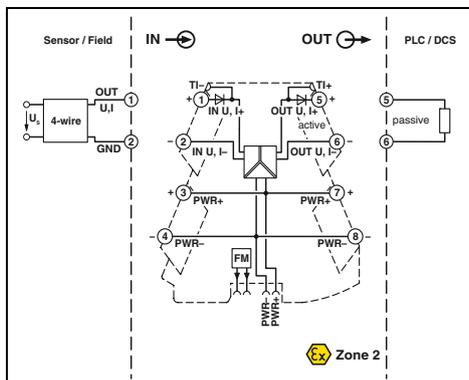 Sensor / Field
IN
OUT
PLC / DCS
TI–
TI+
OUT
U,I
1
+ 1
5 +
5
IN U, I+
OUT U, I+
active
Us
4-wire
passive
2
GND
– 2
IN U, I–
OUT U, I–
6 –
6
3 +
PWR+
PWR+
7 +
– 4
PWR–
PWR–
8 –
FM
PWR–
PWR+
Ex Zone 2